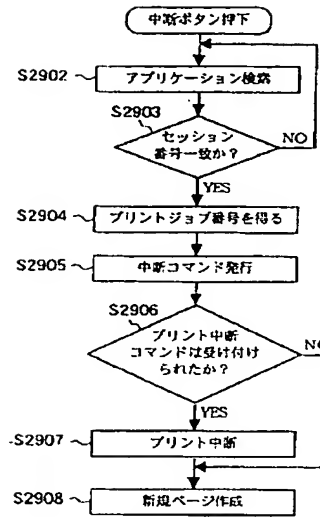 中断ボタン押下
S2902
アプリケーション検索
S2903
セッション
番号一致か?
NO
YES
S2904
プリントジョブ番号を得る
S2905
中断コマンド発行
S2906
プリント中断
コマンドは受け付け
られたか?
NO
YES
S2907
プリント中断
S2908
新規ページ作成